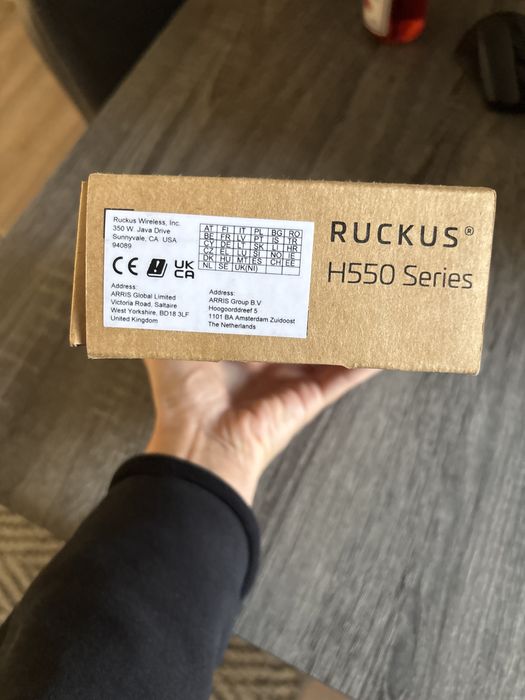 Ruckus Wireless, Inc.
350 W. Java Drive
Sunnyvale, CA USA
94089
AT FI IT PL BG RO
BE FR LV PT IS TR
CY DE LI SK LI HR
CZ EL LU SI NO IE
DK HU MT ES CH EE
NL SE UK(NI)
CE UK
CA
Address:
ARRIS Global Limited
Victoria Road, Saltaire
West Yorkshire, BD18 3LF
United Kingdom
Address:
ARRIS Group B.V
Hoogoorddreef 5
1101 BA Amsterdam Zuidoost
The Netherlands
RUCKUS®
H550 Series